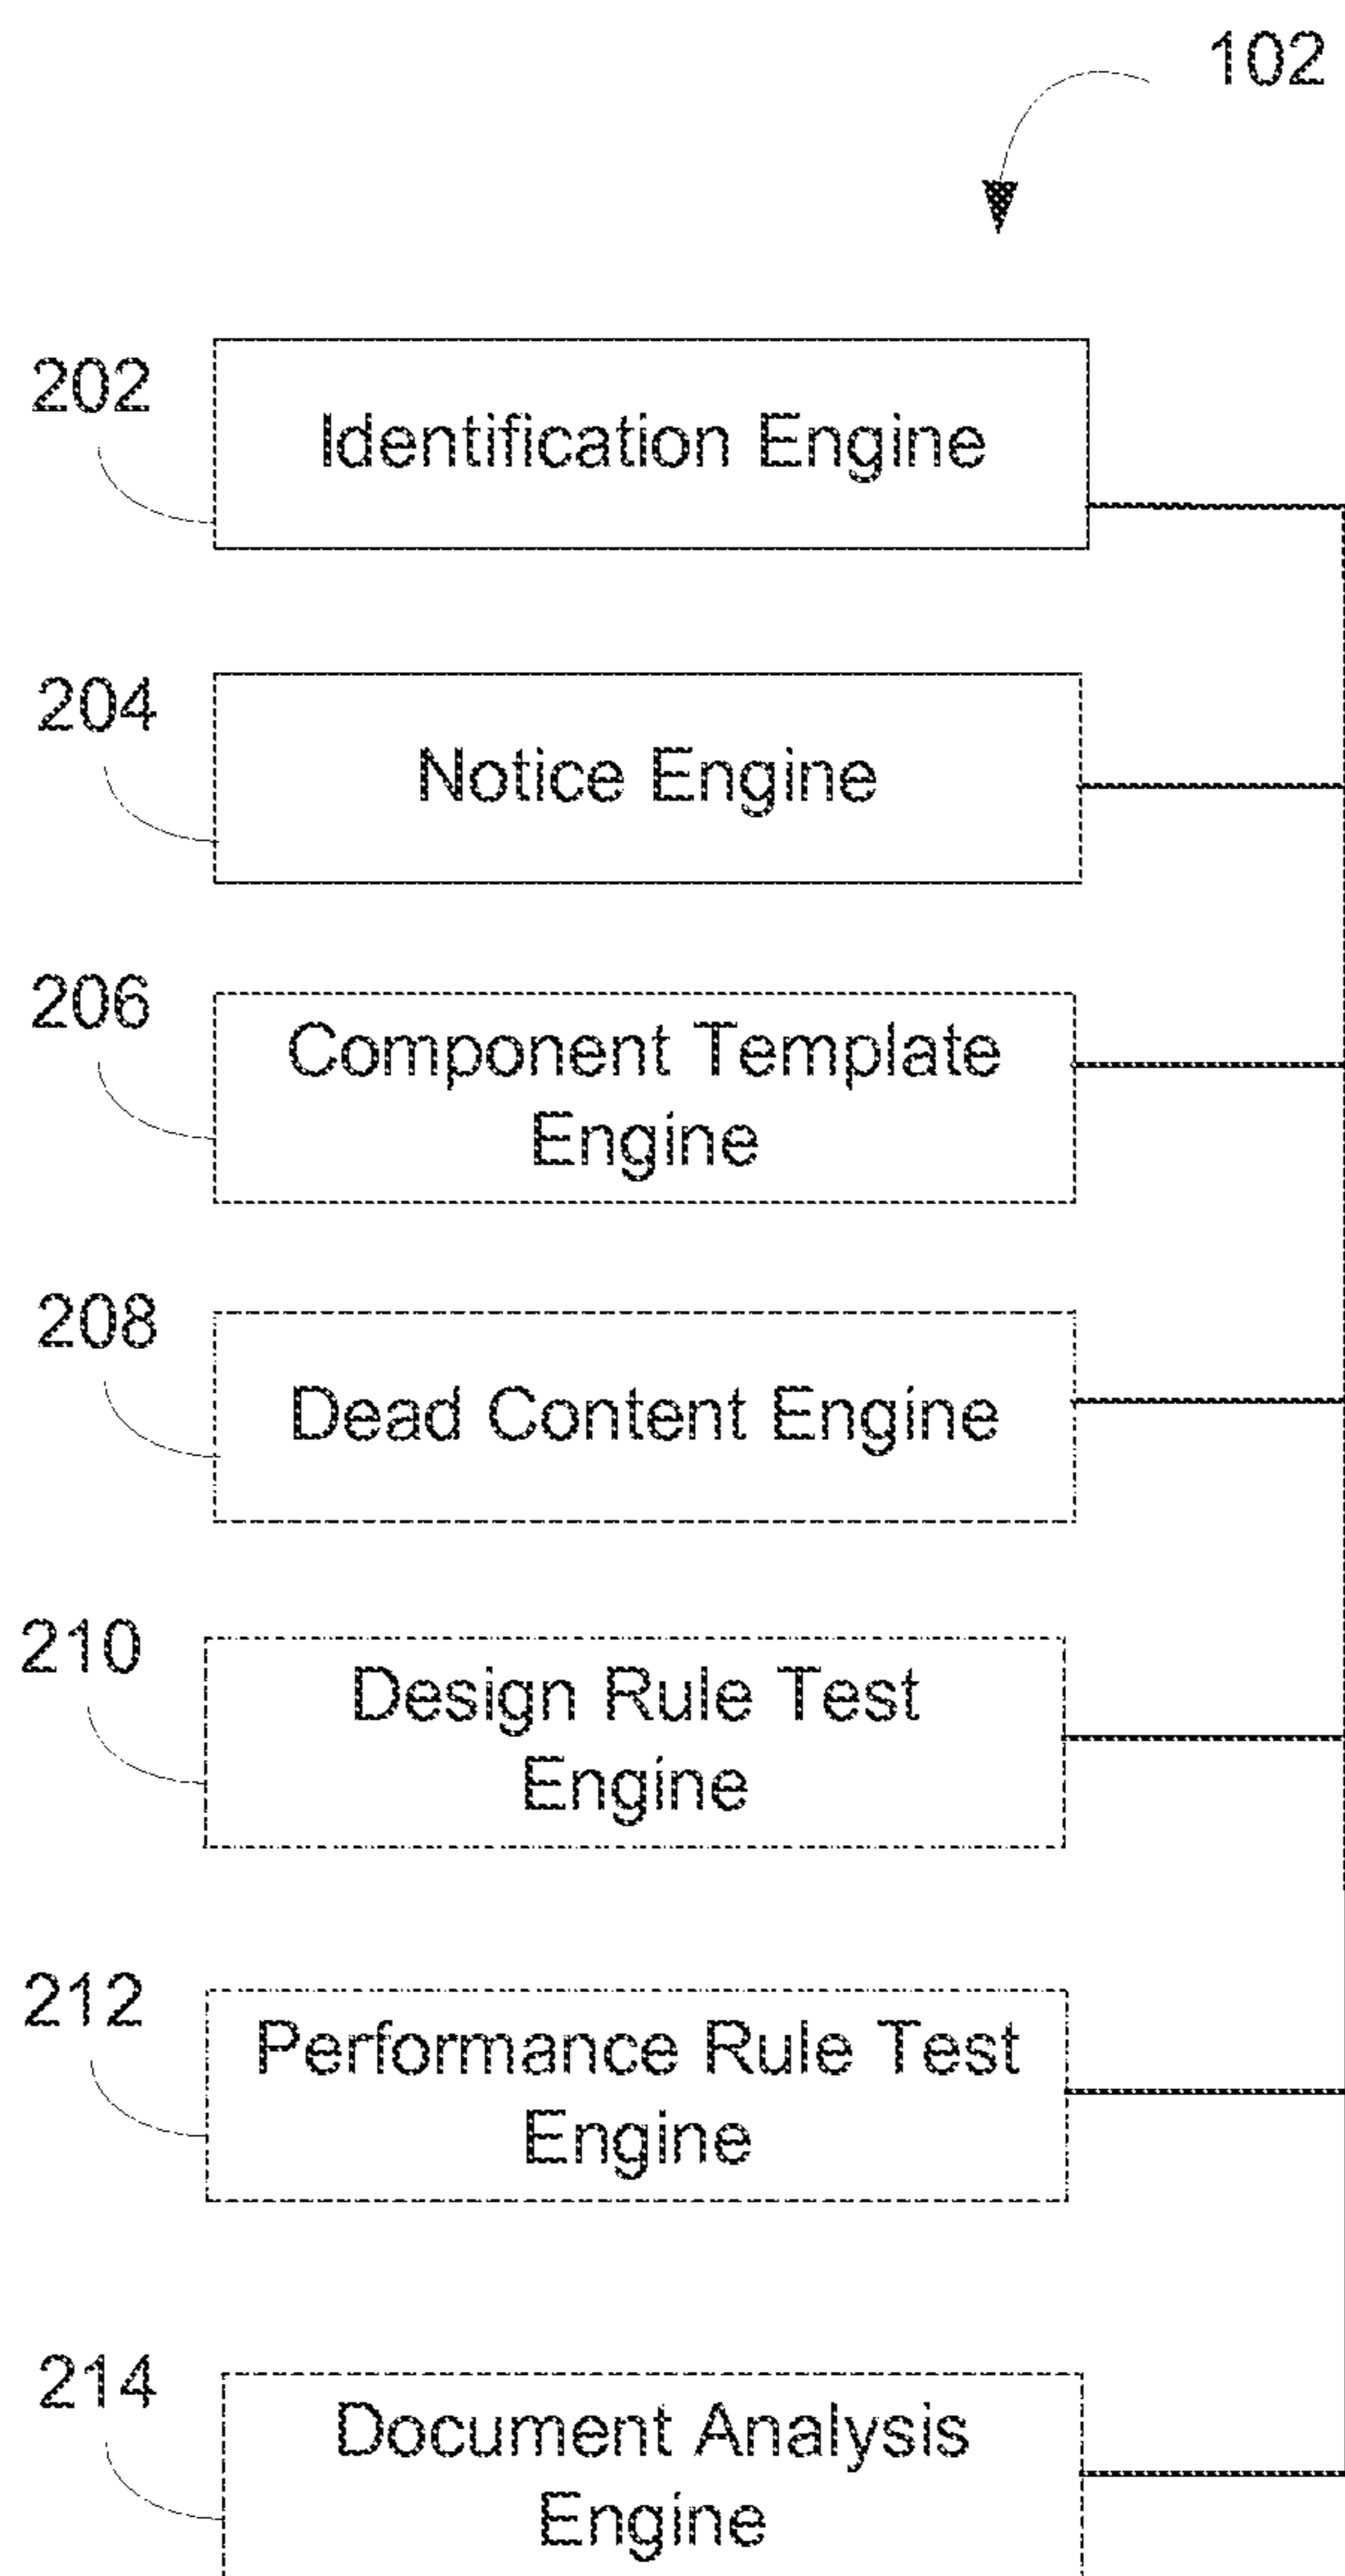 102
202
Identification Engine
204
Notice Engine
206
Component Template
Engine
208
Dead Content Engine
210
Design Rule Test
Engine
212
Performance Rule Test
Engine
214
Document Analysis
Engine